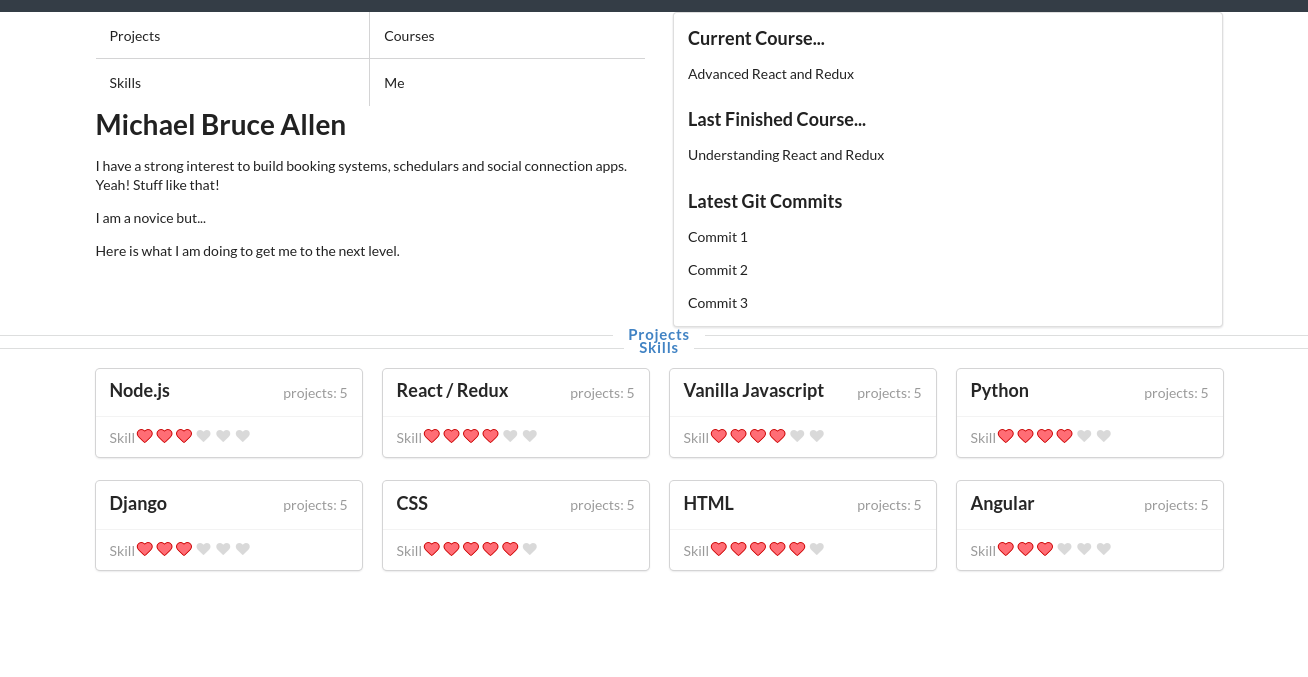 Projects
Courses
Skills
Me
Michael Bruce Allen
I have a strong interest to build booking systems, schedulars and social connection apps.
Yeah! Stuff like that!
I am a novice but...
Here is what I am doing to get me to the next level.
Current Course...
Advanced React and Redux
Last Finished Course...
Understanding React and Redux
Latest Git Commits
Commit 1
Commit 2
Commit 3
Projects
Skills
Node.js
projects: 5
Skill
React / Redux
projects: 5
Skill
Vanilla Javascript
projects: 5
Skill
Python
projects: 5
Skill
Django
projects: 5
Skill
CSS
projects: 5
Skill
HTML
projects: 5
Skill
Angular
projects: 5
Skill